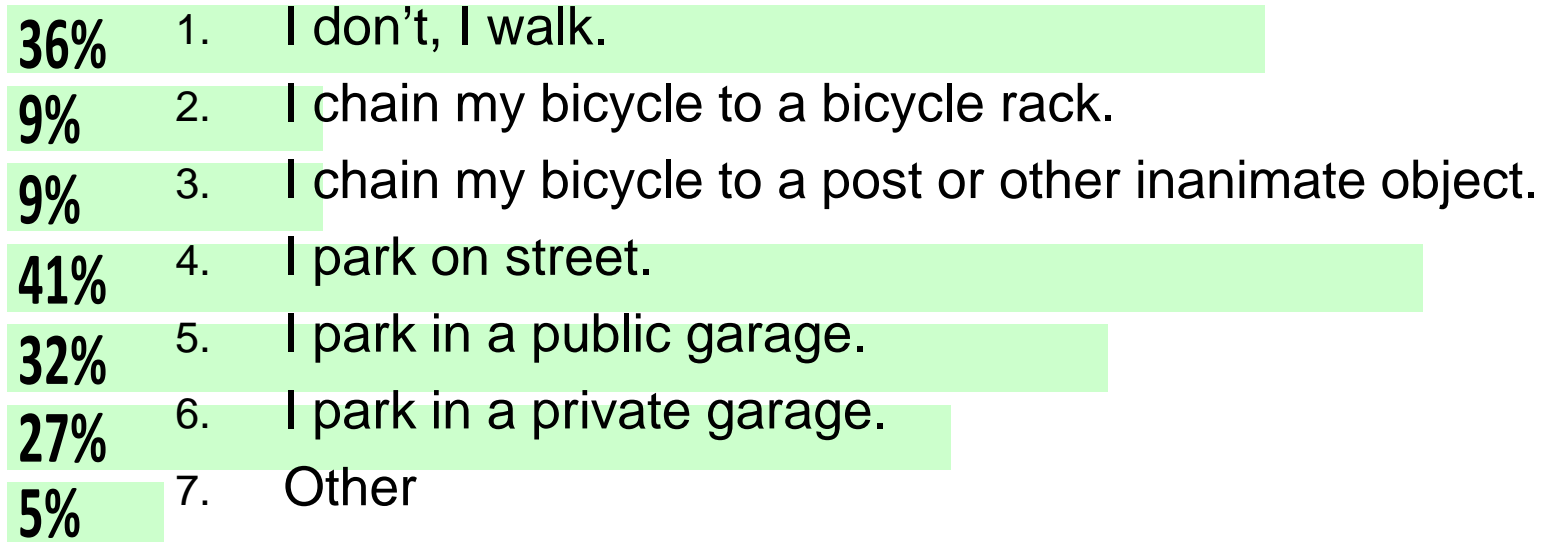 36% 1. I don’t, I walk.
9% 2. I chain my bicycle to a bicycle rack.
9% 3. I chain my bicycle to a post or other inanimate object.
41% 4. I park on street.
32% 5. I park in a public garage.
27% 6. I park in a private garage.
5% 7. Other